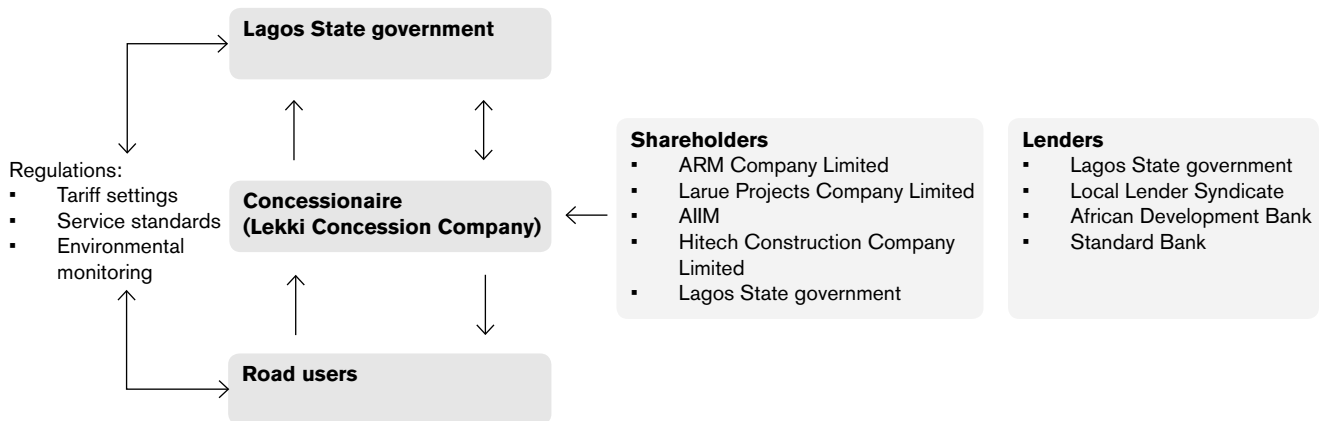 Lagos State government
Regulations:
▪ Tariff settings
▪ Service standards
▪ Environmental
monitoring
Concessionaire
(Lekki Concession Company)
Road users
Shareholders
▪ ARM Company Limited
▪ Larue Projects Company Limited
▪ AIIM
▪ Hitech Construction Company
Limited
▪ Lagos State government
Lenders
▪ Lagos State government
▪ Local Lender Syndicate
▪ African Development Bank
▪ Standard Bank